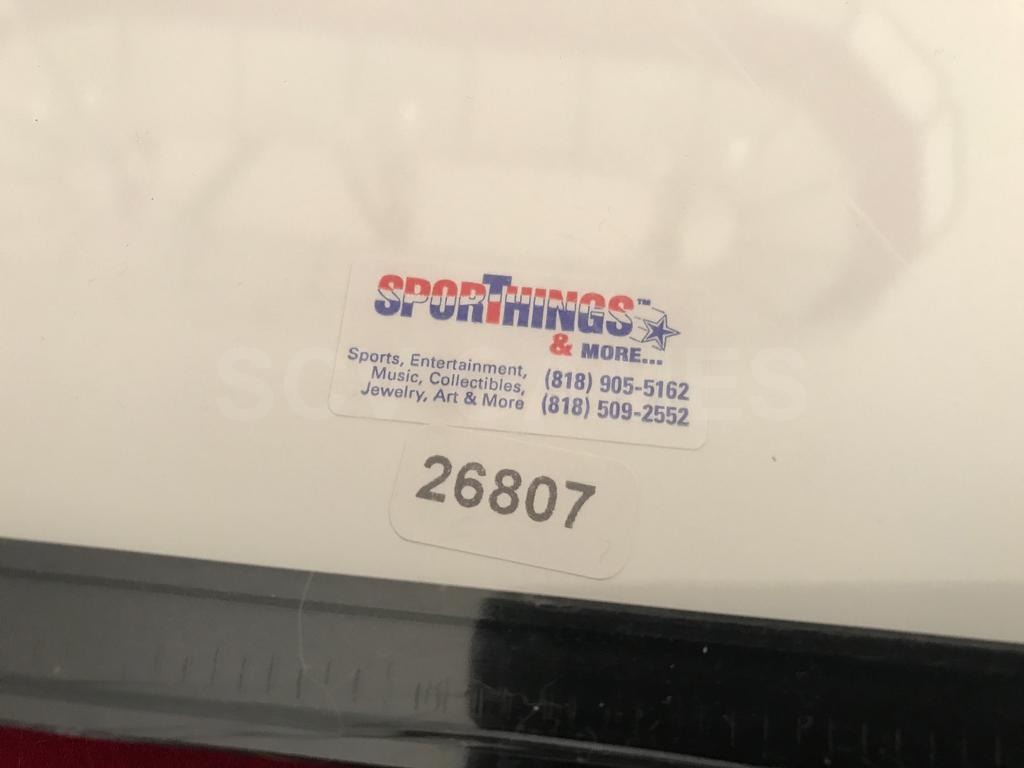 SPORTHINGS™
& MORE...
Sports, Entertainment,
Music, Collectibles,
Jewelry, Art & More
(818) 905-5162
(818) 509-2552
26807